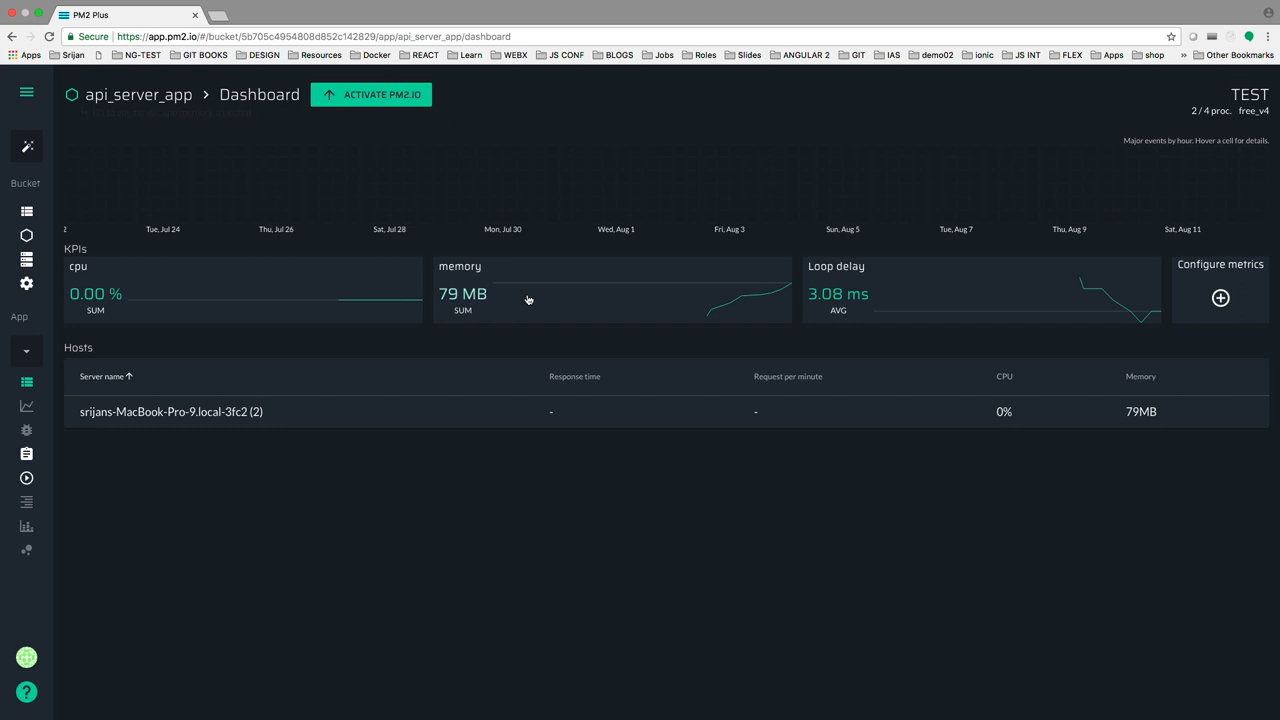 PM2 Plus
Secure https://app.pm2.io/#/bucket/5b705c4954808d852c142829/app/api_server_app/dashboard
Apps Srijan NG-TEST GIT BOOKS DESIGN Resources Docker REACT Learn WEBX JS CONF BLOGS Jobs Roles Slides ANGULAR 2 GIT IAS demo02 ionic JS INT FLEX Apps shop » Other Bookmarks
api_server_app > Dashboard ACTIVATE PM2.IO TEST
2 / 4 proc. free_v4
Major events by hour. Hover a cell for details.
Bucket
2 Tue, Jul 24 Thu, Jul 26 Sat, Jul 28 Mon, Jul 30 Wed, Aug 1 Fri, Aug 3 Sun, Aug 5 Tue, Aug 7 Thu, Aug 9 Sat, Aug 11
KPIs
cpu memory Loop delay Configure metrics
0.00 % 79 MB 3.08 ms
SUM SUM AVG
App
Hosts
Server name Response time Request per minute CPU Memory
srijans-MacBook-Pro-9.local-3fc2 (2) - - 0% 79MB
?